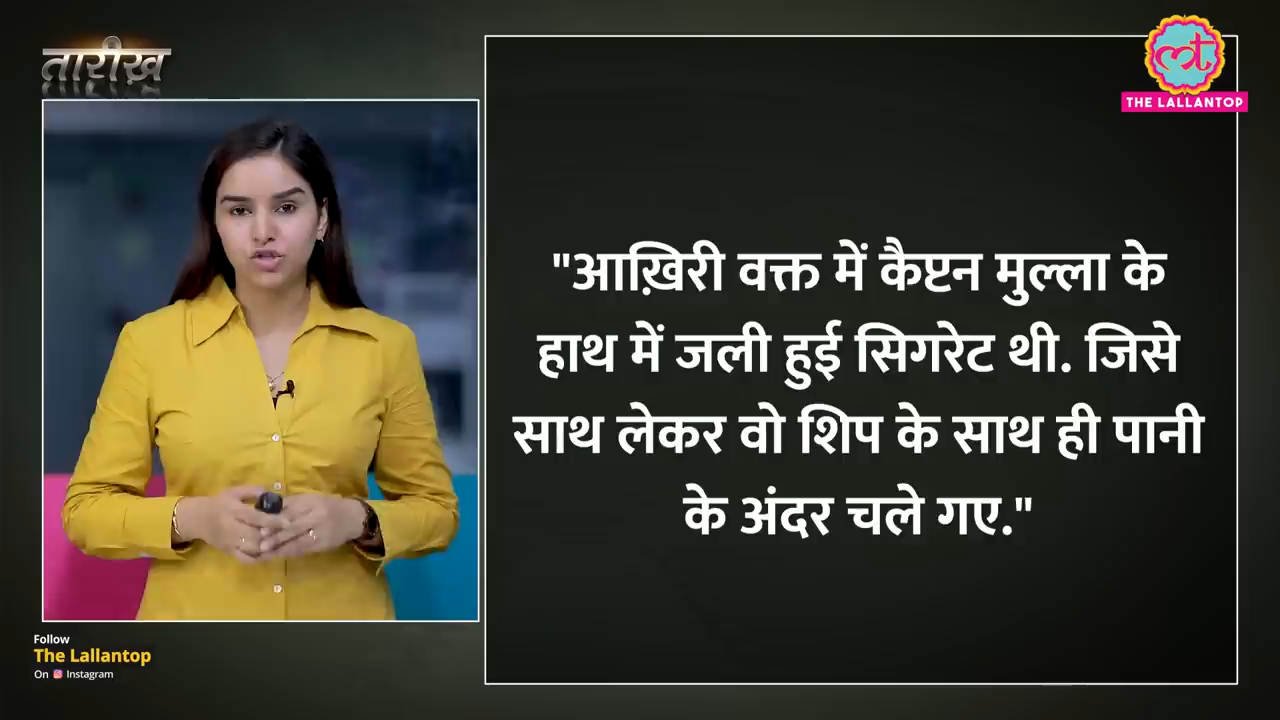 तारीख़
THE LALLANTOP
"आख़िरी वक्त में कैप्टन मुल्ला के
हाथ में जली हुई सिगरेट थी. जिसे
साथ लेकर वो शिप के साथ ही पानी
के अंदर चले गए."
Follow
The Lallantop
On Instagram